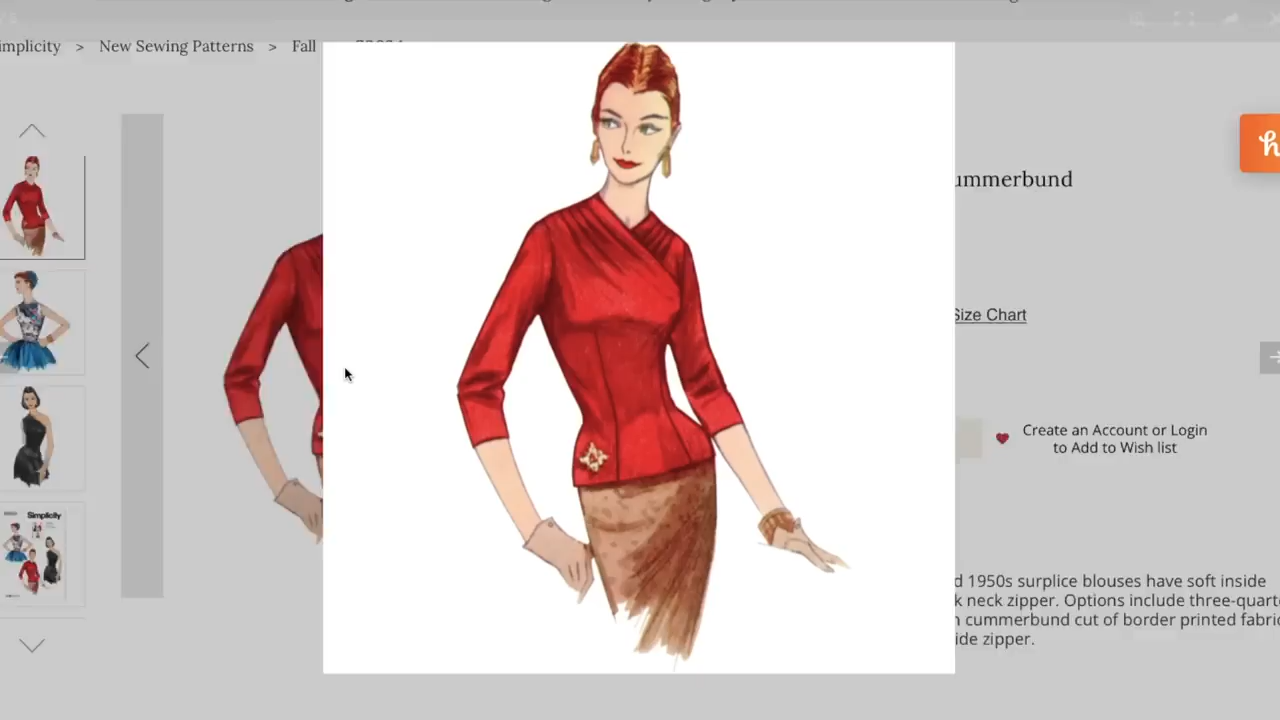 implicity > New Sewing Patterns > Fall
ummerbund
Size Chart
Create an Account or Login
to Add to Wish list
d 1950s surplice blouses have soft inside
k neck zipper. Options include three-quart
n cummerbund cut of border printed fabri
ide zipper.
Simplicity
h